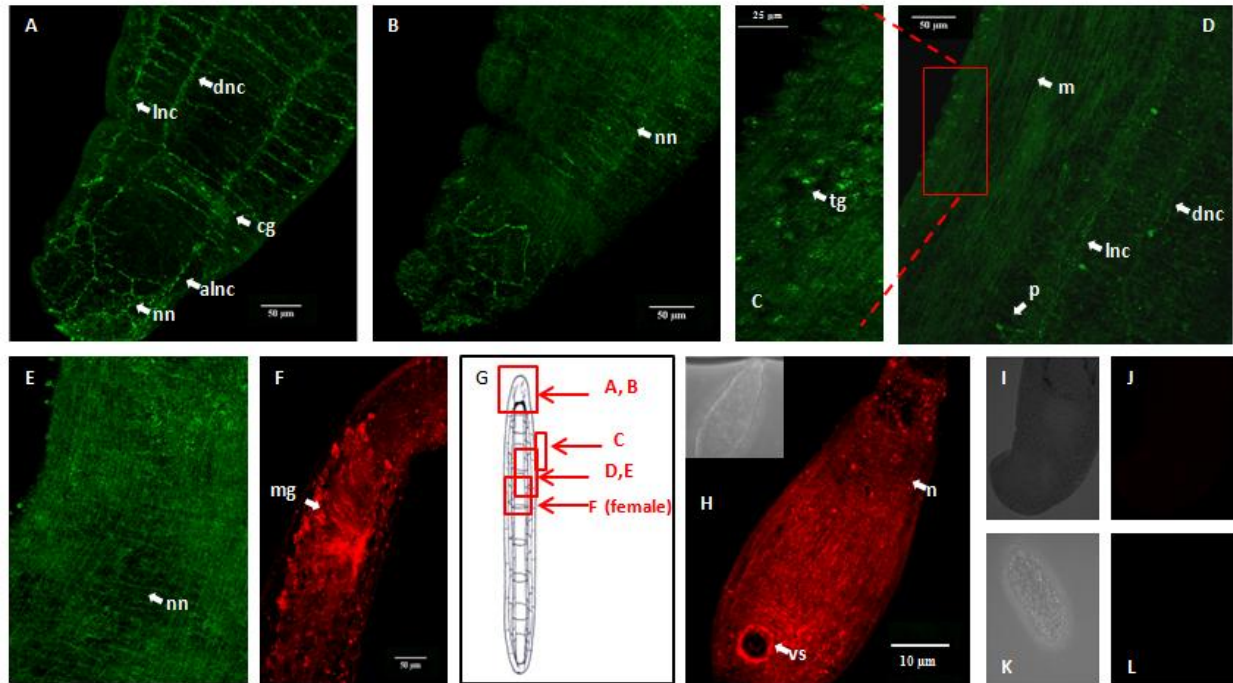 A
dnc
lnc
cg
alnc
nn
50 µm
B
nn
50 µm
25 µm
tg
C
50 µm
D
m
dnc
lnc
p
E
nn
F
mg
50 µm
G
A, B
C
D, E
F (female)
H
n
vs
10 µm
I
J
K
L